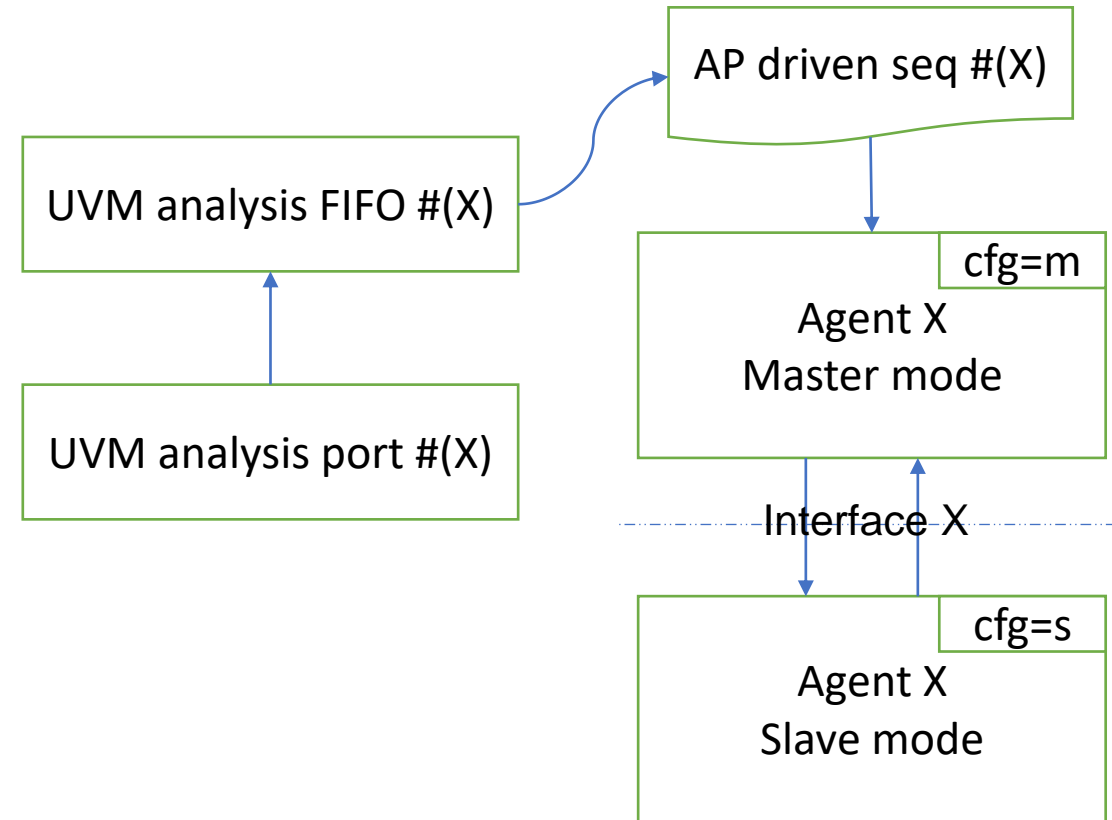 AP driven seq #(X)
UVM analysis FIFO #(X)
cfg=m
Agent X
Master mode
UVM analysis port #(X)
Interface X
cfg=s
Agent X
Slave mode